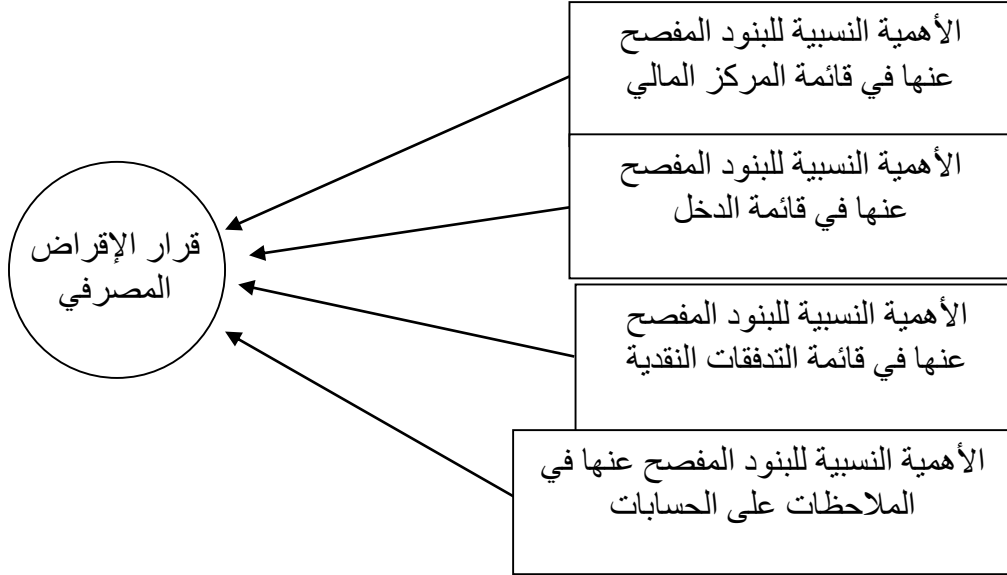 الأهمية النسبية للبنود المفصح
عنها في قائمة المركز المالي
الأهمية النسبية للبنود المفصح
عنها في قائمة الدخل
الأهمية النسبية للبنود المفصح
عنها في قائمة التدفقات النقدية
الأهمية النسبية للبنود المفصح عنها في
الملاحظات على الحسابات
قرار الإقراض
المصرفي